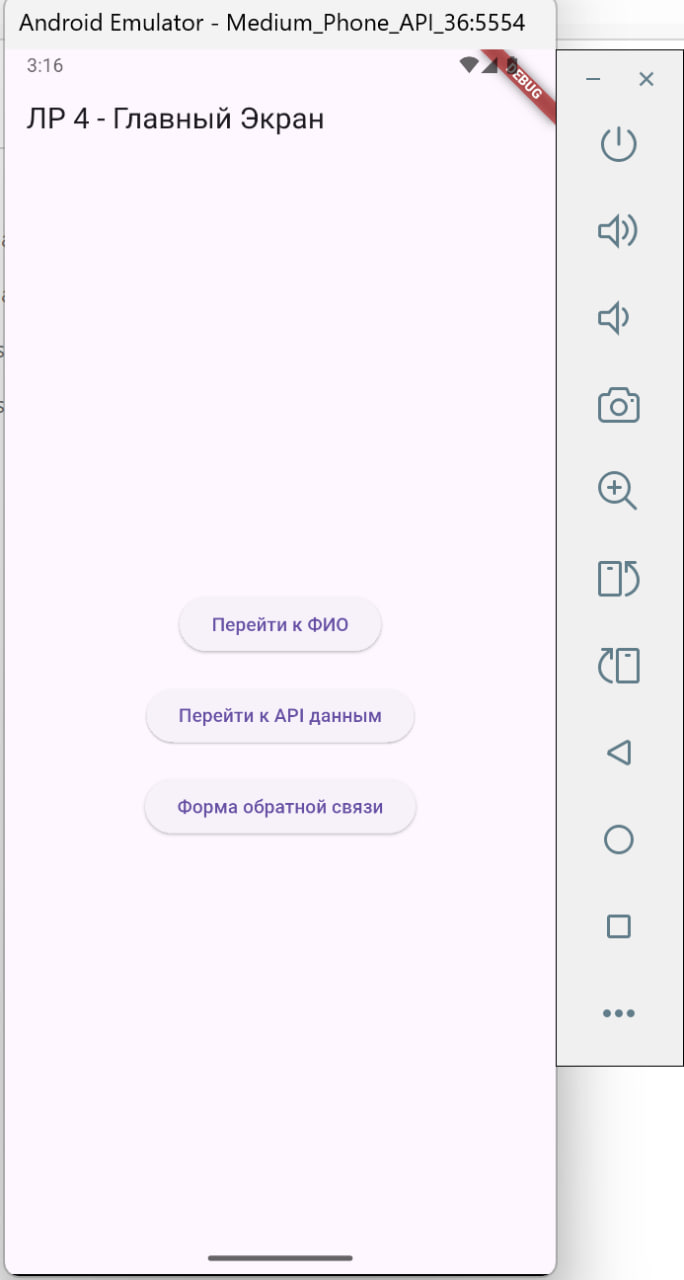 Android Emulator - Medium_Phone_API_36:5554
3:16
DEBUG
ЛР 4 - Главный Экран
Перейти к ФИО
Перейти к API данным
Форма обратной связи